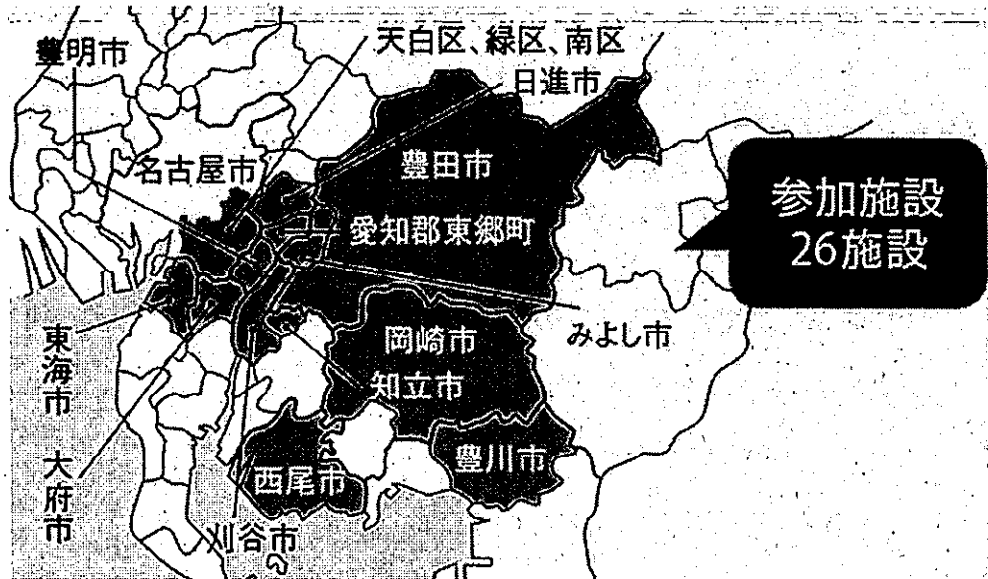 豊明市
天白区、緑区、南区
日進市
名古屋市
豊田市
愛知郡東郷町
参加施設
26施設
みよし市
東海市
岡崎市
知立市
大府市
西尾市
豊川市
刈谷市